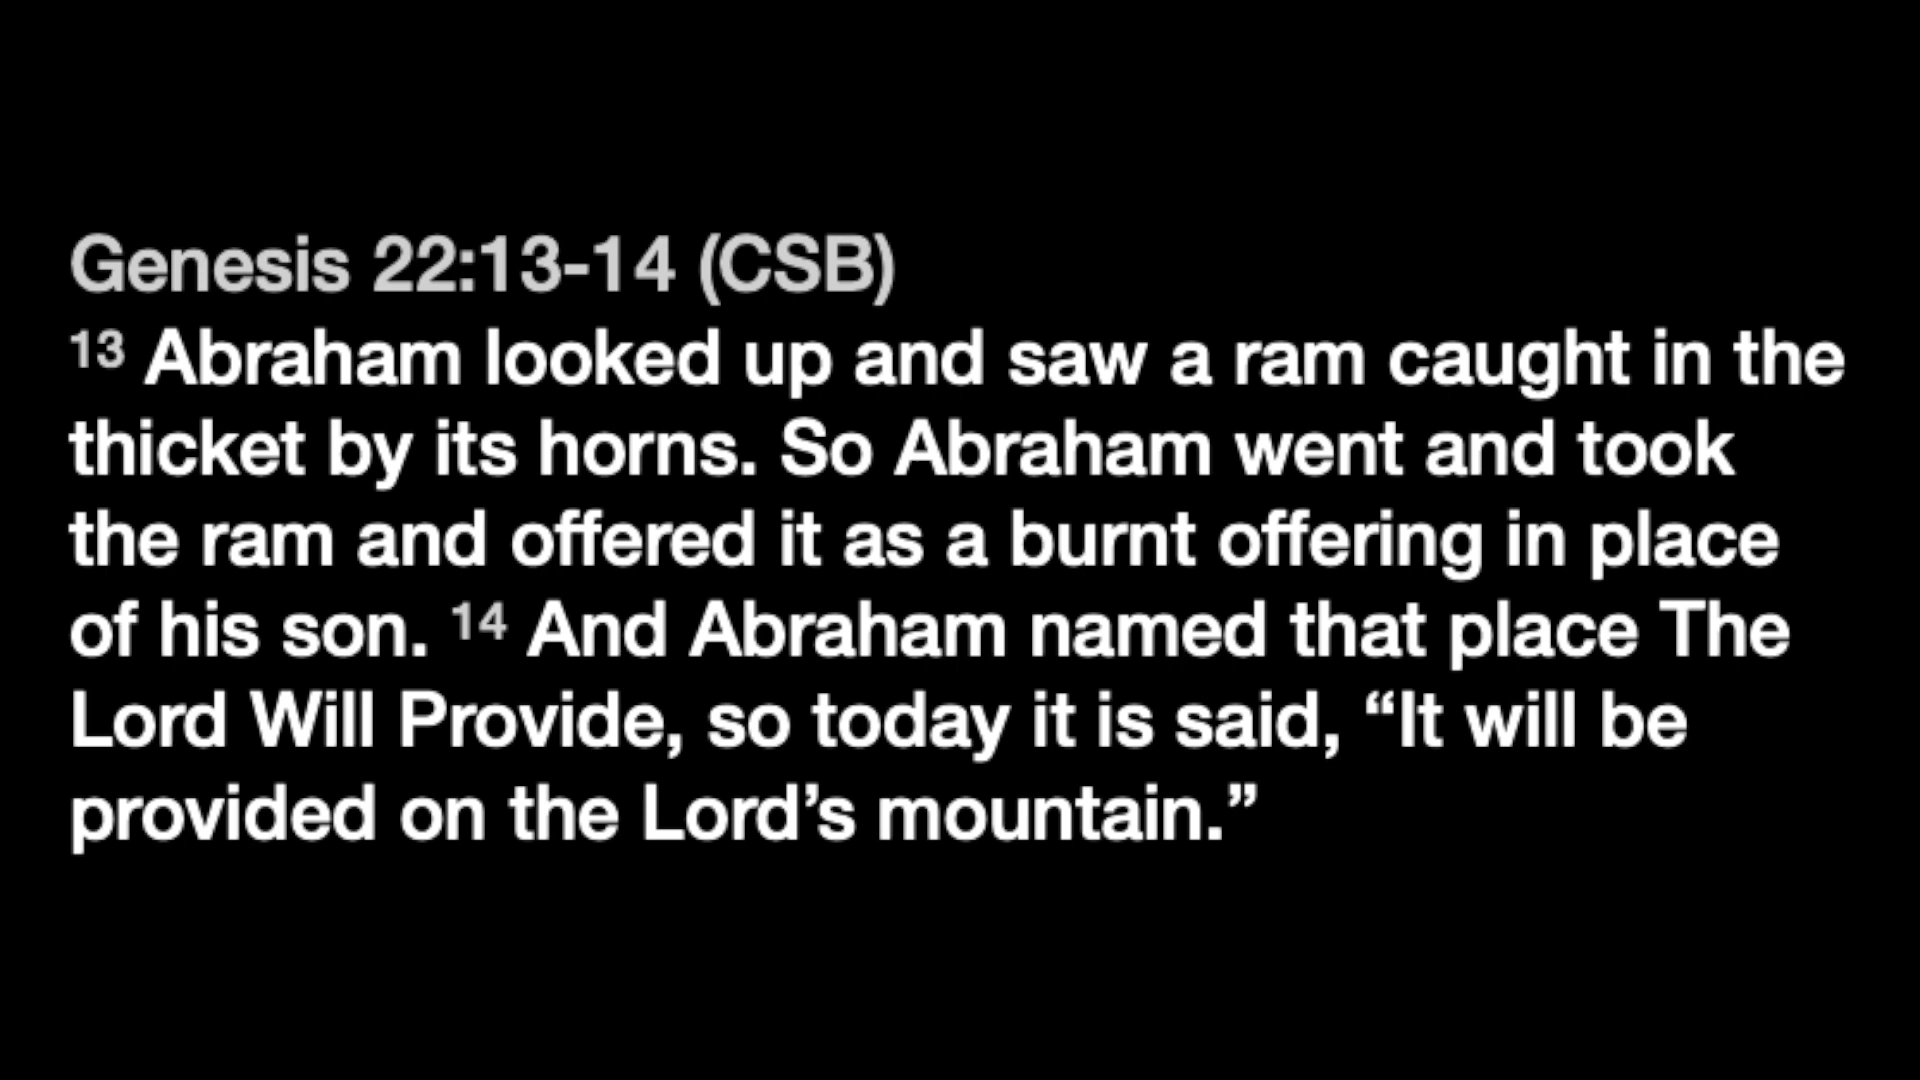 Genesis 22:13-14 (CSB)
13 Abraham looked up and saw a ram caught in the
thicket by its horns. So Abraham went and took
the ram and offered it as a burnt offering in place
of his son. 14 And Abraham named that place The
Lord Will Provide, so today it is said, “It will be
provided on the Lord’s mountain.”